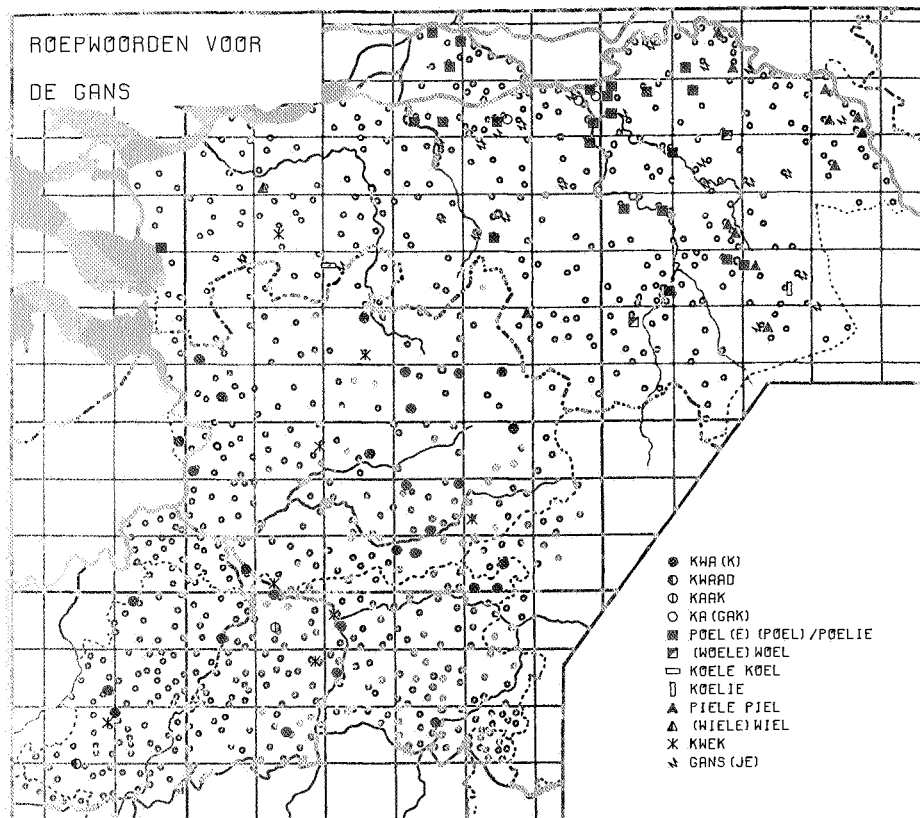 ROEPWOORDEN VOOR
DE GANS
KWA (K)
KWAAD
KAAK
KA (GAK)
POEL (E) (POEL) / POELIE
(WOELE) WOEL
KOELE KOEL
KOELIE
PIELE PIEL
(WIELE) WIEL
KWEK
GANS (JE)